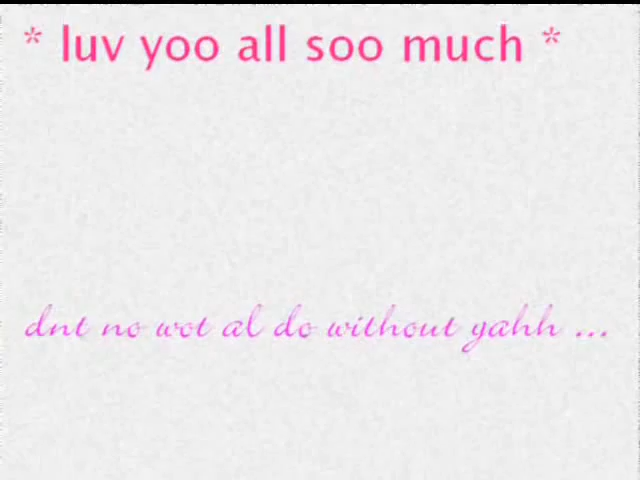 * luv yoo all soo much *
dnt no wot al do without yahh ...